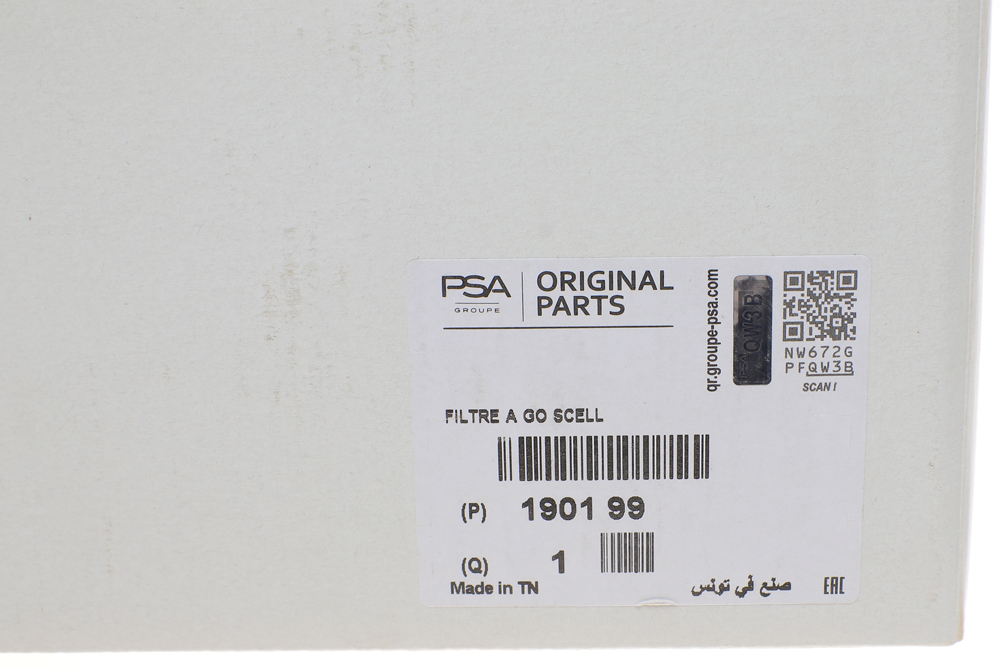 PSA
GROUPE
ORIGINAL
PARTS
qr.groupe-psa.com
QW3B
NW672G
PFQW3B
SCAN!
FILTRE A GO SCELL
(P) 1901 99
(Q) 1
Made in TN
صنع في تونس
EAC